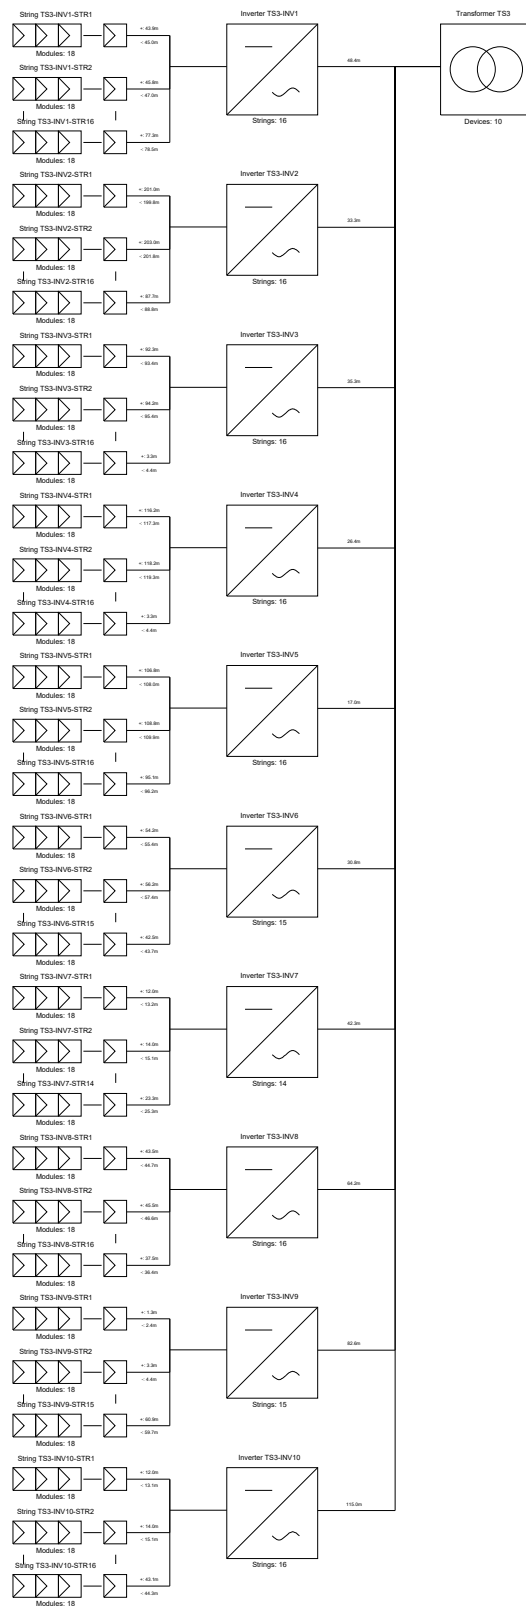 String TS3-INV1-STR1
Modules: 18
+: 43.9m
-: 45.0m
String TS3-INV1-STR2
Modules: 18
+: 45.8m
-: 47.0m
String TS3-INV1-STR16
Modules: 18
+: 77.3m
-: 78.5m
Inverter TS3-INV1
Strings: 16
48.4m
Transformer TS3
Devices: 10
String TS3-INV2-STR1
Modules: 18
+: 201.0m
-: 199.8m
String TS3-INV2-STR2
Modules: 18
+: 203.0m
-: 201.8m
String TS3-INV2-STR16
Modules: 18
+: 87.7m
-: 88.8m
Inverter TS3-INV2
Strings: 16
33.3m
String TS3-INV3-STR1
Modules: 18
+: 92.3m
-: 93.4m
String TS3-INV3-STR2
Modules: 18
+: 94.2m
-: 95.4m
String TS3-INV3-STR16
Modules: 18
+: 3.3m
-: 4.4m
Inverter TS3-INV3
Strings: 16
35.3m
String TS3-INV4-STR1
Modules: 18
+: 116.2m
-: 117.3m
String TS3-INV4-STR2
Modules: 18
+: 118.2m
-: 119.3m
String TS3-INV4-STR16
Modules: 18
+: 3.3m
-: 4.4m
Inverter TS3-INV4
Strings: 16
26.4m
String TS3-INV5-STR1
Modules: 18
+: 106.8m
-: 108.0m
String TS3-INV5-STR2
Modules: 18
+: 108.8m
-: 109.9m
String TS3-INV5-STR16
Modules: 18
+: 95.1m
-: 96.2m
Inverter TS3-INV5
Strings: 16
17.0m
String TS3-INV6-STR1
Modules: 18
+: 54.2m
-: 55.4m
String TS3-INV6-STR2
Modules: 18
+: 56.2m
-: 57.4m
String TS3-INV6-STR15
Modules: 18
+: 42.5m
-: 43.7m
Inverter TS3-INV6
Strings: 15
30.8m
String TS3-INV7-STR1
Modules: 18
+: 12.0m
-: 13.2m
String TS3-INV7-STR2
Modules: 18
+: 14.0m
-: 15.1m
String TS3-INV7-STR14
Modules: 18
+: 23.3m
-: 25.3m
Inverter TS3-INV7
Strings: 14
42.3m
String TS3-INV8-STR1
Modules: 18
+: 43.5m
-: 44.7m
String TS3-INV8-STR2
Modules: 18
+: 45.5m
-: 46.6m
String TS3-INV8-STR16
Modules: 18
+: 37.5m
-: 36.4m
Inverter TS3-INV8
Strings: 16
64.2m
String TS3-INV9-STR1
Modules: 18
+: 1.3m
-: 2.4m
String TS3-INV9-STR2
Modules: 18
+: 3.3m
-: 4.4m
String TS3-INV9-STR15
Modules: 18
+: 60.9m
-: 59.7m
Inverter TS3-INV9
Strings: 15
82.6m
String TS3-INV10-STR1
Modules: 18
+: 12.0m
-: 13.1m
String TS3-INV10-STR2
Modules: 18
+: 14.0m
-: 15.1m
String TS3-INV10-STR16
Modules: 18
+: 43.1m
-: 44.3m
Inverter TS3-INV10
Strings: 16
115.0m